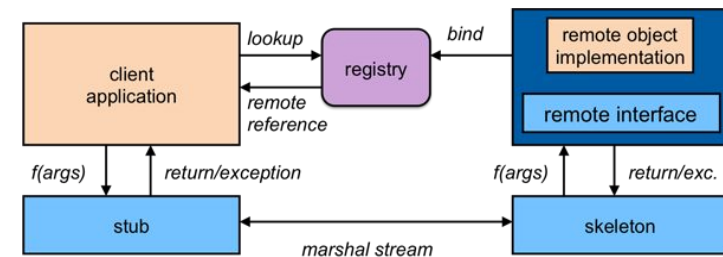 lookup
bind
remote object
implementation
client
application
registry
remote
reference
remote interface
f(args)
return/exception
f(args)
return/exc.
stub
skeleton
marshal stream